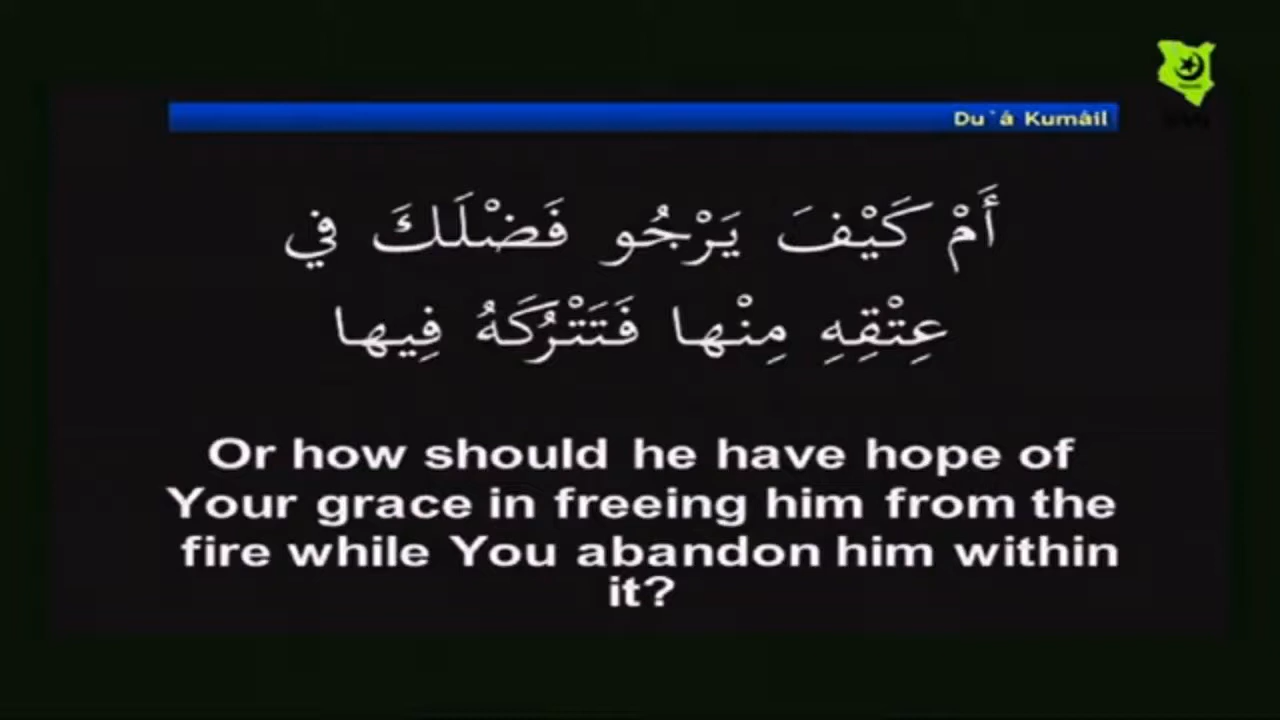 Du`á Kumáil
أَمْ كَيْفَ يَرْجُو فَضْلَكَ في
عِتْقِهِ مِنْها فَتَتْرُكَهُ فِيها
Or how should he have hope of
Your grace in freeing him from the
fire while You abandon him within
it?